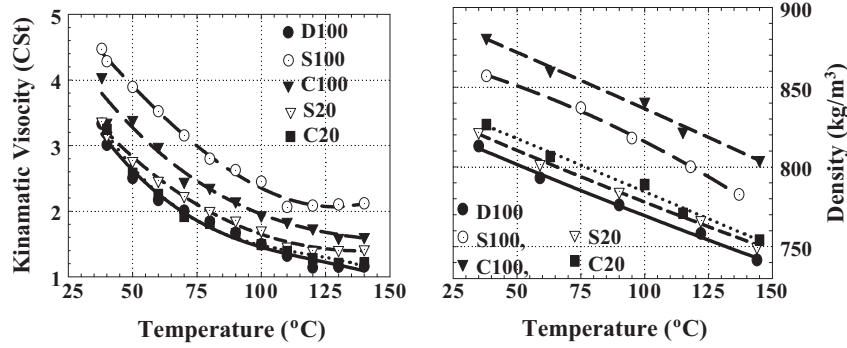 Kinamatic Visocity (CSt)
5
4
3
2
1
D100
S100
C100
S20
C20
25 50 75 100 125 150
Temperature (°C)
900
850
800
750
Density (kg/m³)
D100
S100,
C100,
S20
C20
25 50 75 100 125 150
Temperature (°C)